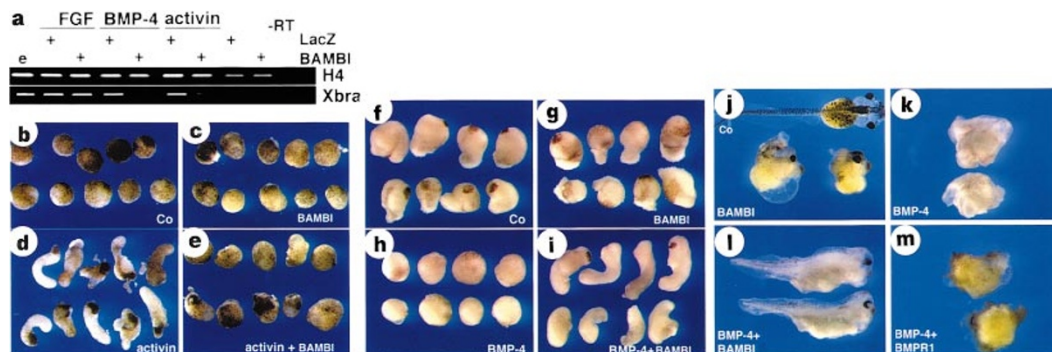 a
FGF BMP-4 activin -RT
+ + + + LacZ
e + + + + BAMBI
H4
Xbra
b
Co
c
BAMBI
d
activin
e
activin + BAMBI
f
Co
g
BAMBI
h
BMP-4
i
BMP-4+BAMBI
j
Co
BAMBI
k
BMP-4
l
BMP-4+
BAMBI
m
BMP-4+
BMPR1